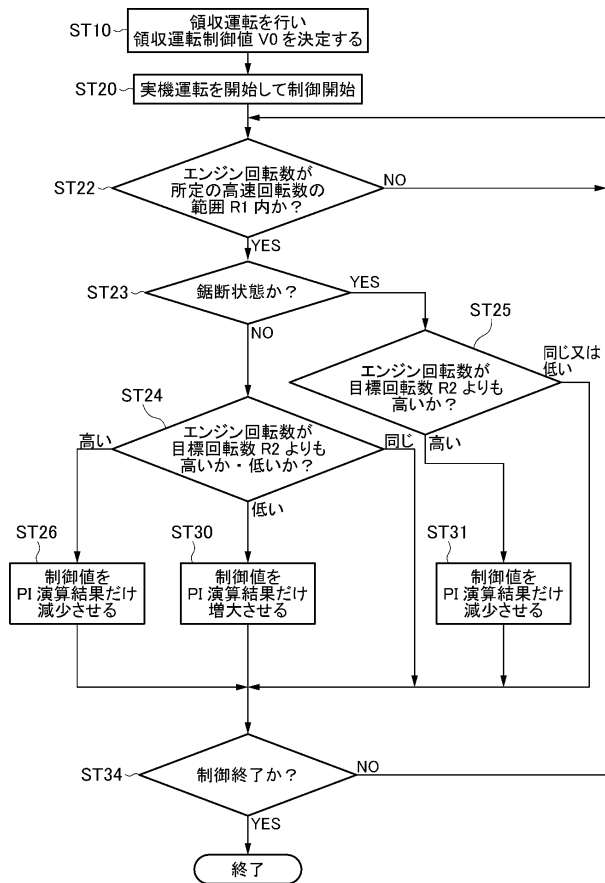 ST10
領収運転を行い
領収運転制御値 V0 を決定する
ST20
実機運転を開始して制御開始
ST22
エンジン回転数が
所定の高速回転数の
範囲 R1 内か？
NO
YES
ST23
鋸断状態か？
YES
NO
ST25
エンジン回転数が
目標回転数 R2 よりも
高いか？
同じ又は
低い
高い
ST24
エンジン回転数が
目標回転数 R2 よりも
高いか・低いか？
高い
同じ
低い
ST26
制御値を
PI 演算結果だけ
減少させる
ST30
制御値を
PI 演算結果だけ
増大させる
ST31
制御値を
PI 演算結果だけ
減少させる
ST34
制御終了か？
NO
YES
終了